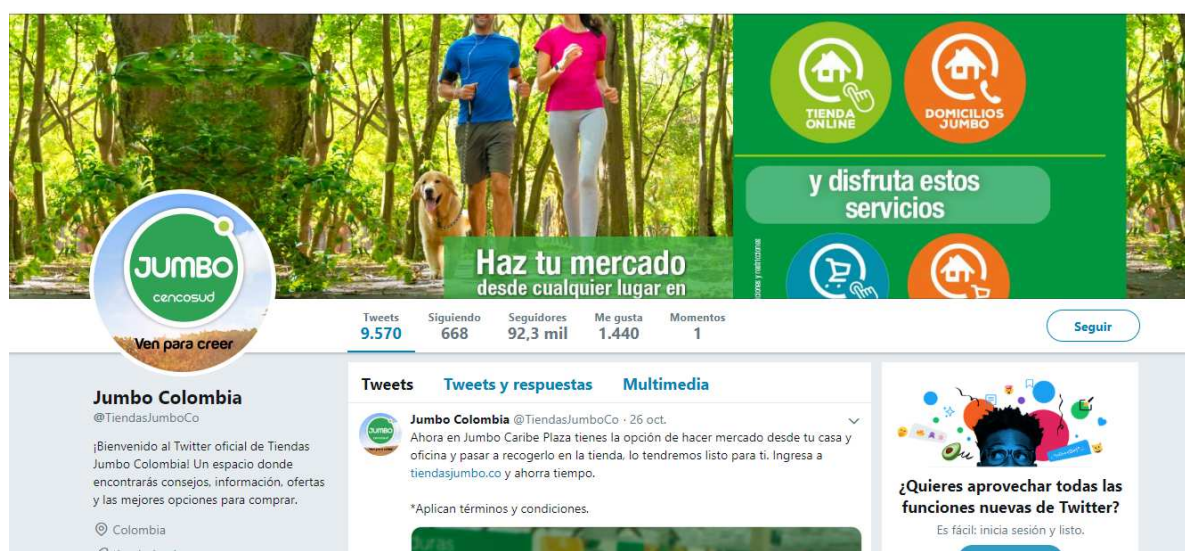 TIENDA
ONLINE
DOMICILIOS
JUMBO
y disfruta estos
servicios
Haz tu mercado
desde cualquier lugar en
JUMBO
cencosud
Ven para creer
Tweets
9.570
Siguiendo
668
Seguidores
92,3 mil
Me gusta
1.440
Momentos
1
Seguir
Jumbo Colombia
@TiendasJumboCo
¡Bienvenido al Twitter oficial de Tiendas
Jumbo Colombia! Un espacio donde
encontrarás consejos, información, ofertas
y las mejores opciones para comprar.
Colombia
Tweets Tweets y respuestas Multimedia
JUMBO
Jumbo Colombia @TiendasJumboCo · 26 oct.
Ahora en Jumbo Caribe Plaza tienes la opción de hacer mercado desde tu casa y
oficina y pasar a recogerlo en la tienda, lo tendremos listo para ti. Ingresa a
tiendasjumbo.co y ahorra tiempo.
*Aplican términos y condiciones.
¿Quieres aprovechar todas las
funciones nuevas de Twitter?
Es fácil: inicia sesión y listo.